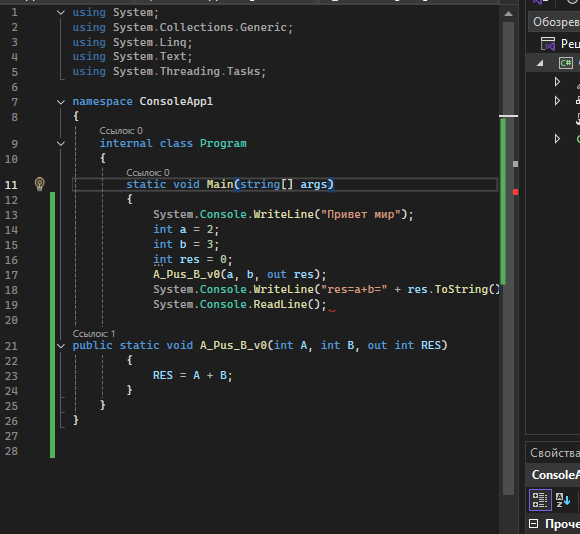 1 using System;
2 using System.Collections.Generic;
3 using System.Linq;
4 using System.Text;
5 using System.Threading.Tasks;
6
7 namespace ConsoleApp1
8 {
Ссылок: 0
9 internal class Program
10 {
Ссылок: 0
11 static void Main(string[] args)
12 {
13 System.Console.WriteLine("Привет мир");
14 int a = 2;
15 int b = 3;
16 int res = 0;
17 A_Pus_B_v0(a, b, out res);
18 System.Console.WriteLine("res=a+b=" + res.ToString()
19 System.Console.ReadLine();
20
Ссылок: 1
21 public static void A_Pus_B_v0(int A, int B, out int RES)
22 {
23 RES = A + B;
24 }
25 }
26 }
27
28
Обозрев
Реш
C#
Свойства
ConsoleA
Проче